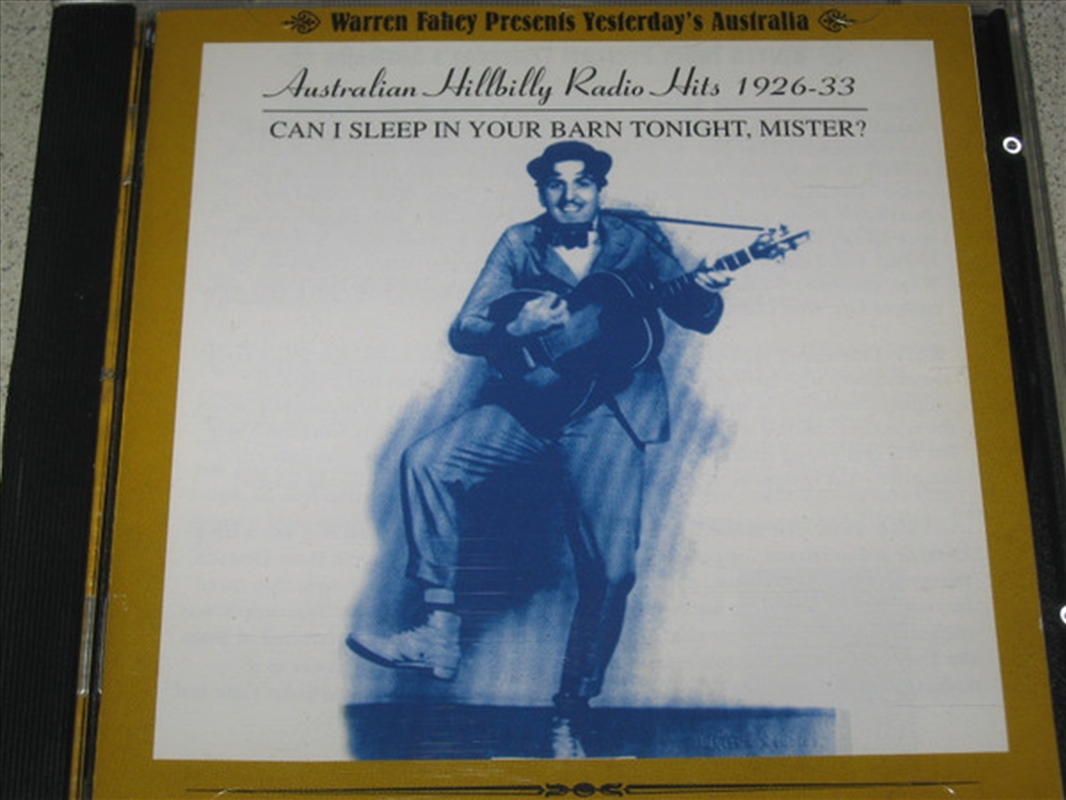 Warren Fahey Presents Yesterday's Australia
Australian Hillbilly Radio Hits 1926-33
CAN I SLEEP IN YOUR BARN TONIGHT, MISTER?